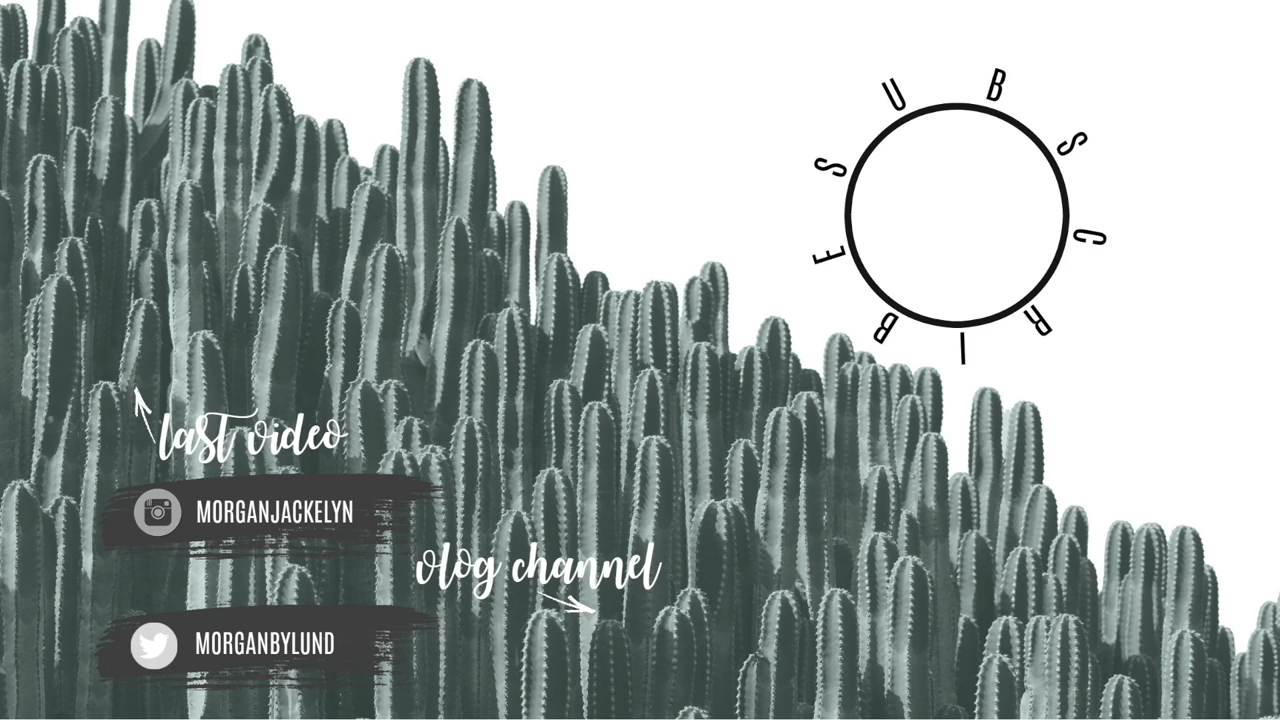 SUBSCRIBE
last video
MORGANJACKELYN
vlog channel
MORGANBYLUND